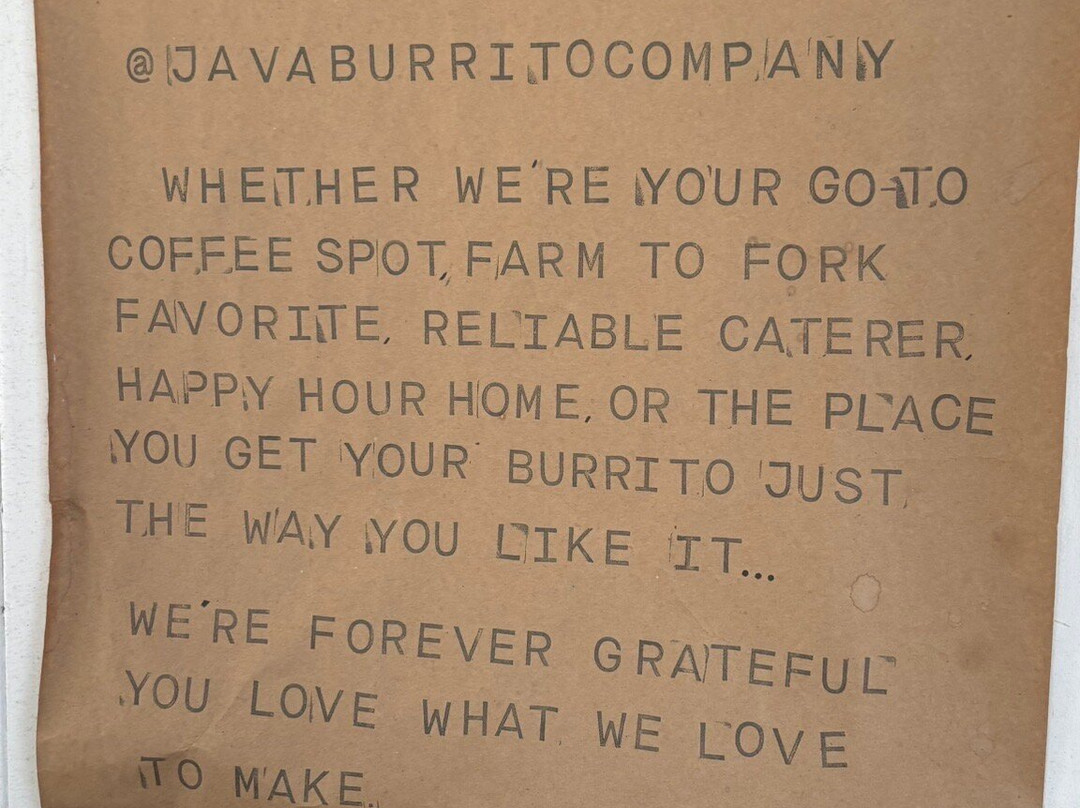 @JAVABURRITOCOMPANY
WHETHER WE'RE YOUR GO-TO
COFFEE SPOT, FARM TO FORK
FAVORITE, RELIABLE CATERER,
HAPPY HOUR HOME, OR THE PLACE
YOU GET YOUR BURRITO JUST
THE WAY YOU LIKE IT...
WE'RE FOREVER GRATEFUL
YOU LOVE WHAT WE LOVE
TO MAKE.